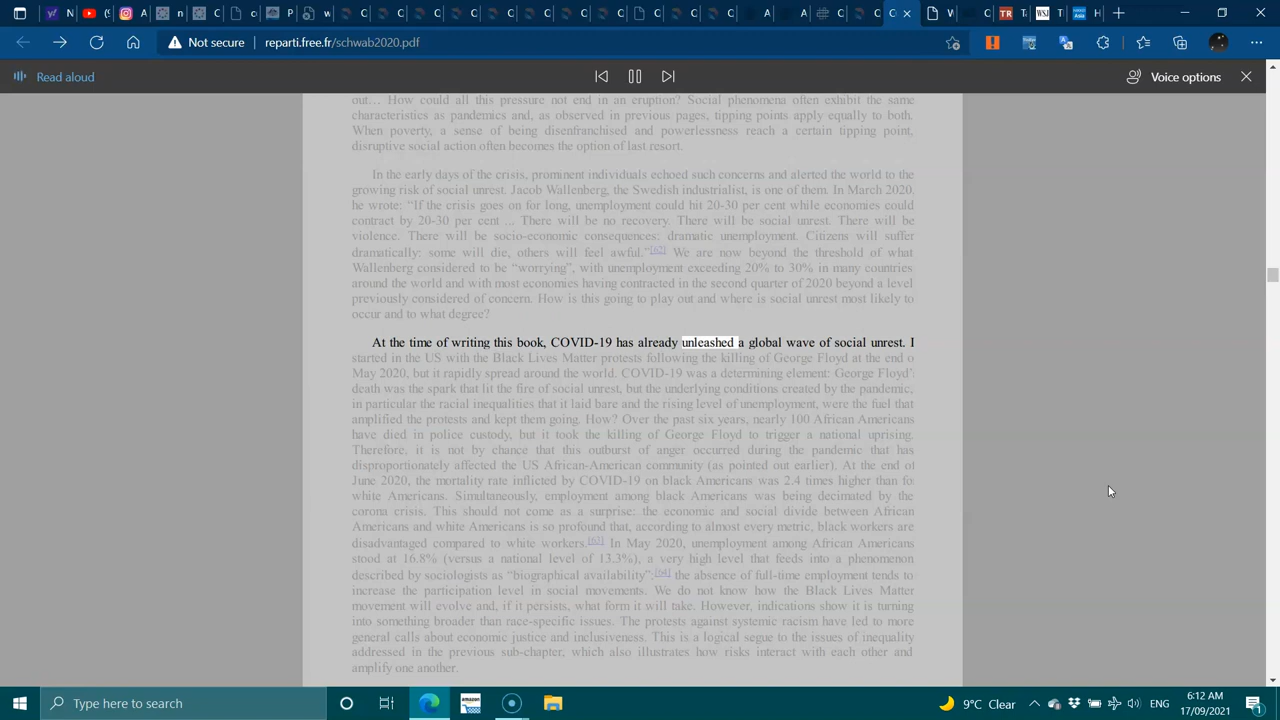 Not secure
reparti.free.fr/schwab2020.pdf
Read aloud
Voice options
out… How could all this pressure not end in an eruption? Social phenomena often exhibit the same
characteristics as pandemics and, as observed in previous pages, tipping points apply equally to both.
When poverty, a sense of being disenfranchised and powerlessness reach a certain tipping point,
disruptive social action often becomes the option of last resort.
In the early days of the crisis, prominent individuals echoed such concerns and alerted the world to the
growing risk of social unrest. Jacob Wallenberg, the Swedish industrialist, is one of them. In March 2020,
he wrote: “If the crisis goes on for long, unemployment could hit 20-30 per cent while economies could
contract by 20-30 per cent ... There will be no recovery. There will be social unrest. There will be
violence. There will be socio-economic consequences: dramatic unemployment. Citizens will suffer
dramatically: some will die, others will feel awful.”[62] We are now beyond the threshold of what
Wallenberg considered to be “worrying”, with unemployment exceeding 20% to 30% in many countries
around the world and with most economies having contracted in the second quarter of 2020 beyond a level
previously considered of concern. How is this going to play out and where is social unrest most likely to
occur and to what degree?
At the time of writing this book, COVID-19 has already unleashed a global wave of social unrest. I
started in the US with the Black Lives Matter protests following the killing of George Floyd at the end o
May 2020, but it rapidly spread around the world. COVID-19 was a determining element: George Floyd’
death was the spark that lit the fire of social unrest, but the underlying conditions created by the pandemic,
in particular the racial inequalities that it laid bare and the rising level of unemployment, were the fuel that
amplified the protests and kept them going. How? Over the past six years, nearly 100 African Americans
have died in police custody, but it took the killing of George Floyd to trigger a national uprising.
Therefore, it is not by chance that this outburst of anger occurred during the pandemic that has
disproportionately affected the US African-American community (as pointed out earlier). At the end of
June 2020, the mortality rate inflicted by COVID-19 on black Americans was 2.4 times higher than fo
white Americans. Simultaneously, employment among black Americans was being decimated by the
corona crisis. This should not come as a surprise: the economic and social divide between African
Americans and white Americans is so profound that, according to almost every metric, black workers are
disadvantaged compared to white workers.[63] In May 2020, unemployment among African Americans
stood at 16.8% (versus a national level of 13.3%), a very high level that feeds into a phenomenon
described by sociologists as “biographical availability”:[64] the absence of full-time employment tends to
increase the participation level in social movements. We do not know how the Black Lives Matter
movement will evolve and, if it persists, what form it will take. However, indications show it is turning
into something broader than race-specific issues. The protests against systemic racism have led to more
general calls about economic justice and inclusiveness. This is a logical segue to the issues of inequality
addressed in the previous sub-chapter, which also illustrates how risks interact with each other and
amplify one another.
Type here to search
amazon
9°C Clear
ENG
6:12 AM
17/09/2021